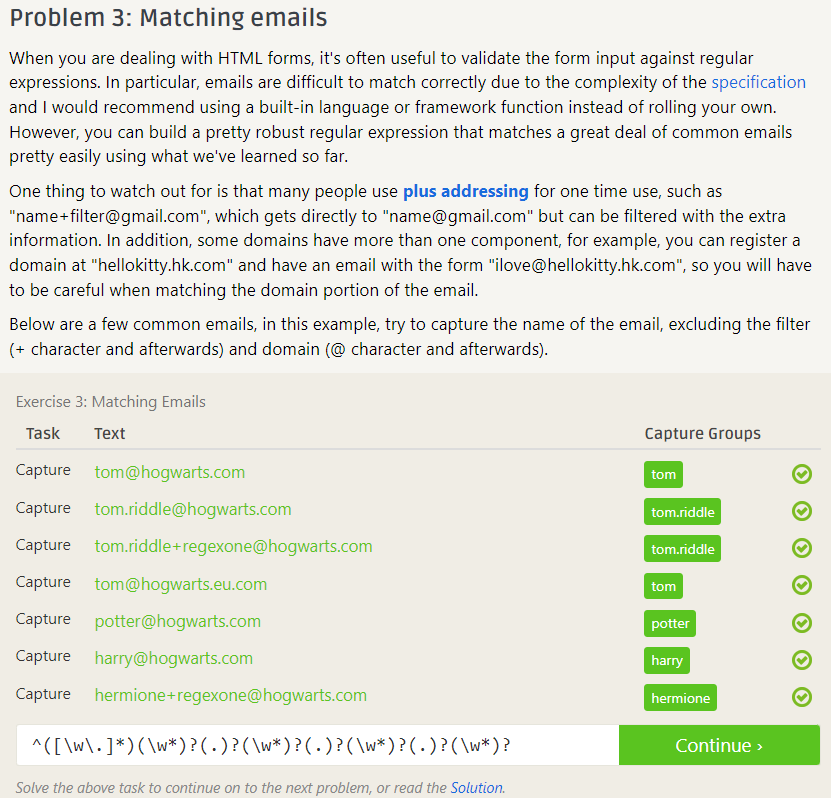 Problem 3: Matching emails
When you are dealing with HTML forms, it's often useful to validate the form input against regular
expressions. In particular, emails are difficult to match correctly due to the complexity of the specification
and I would recommend using a built-in language or framework function instead of rolling your own.
However, you can build a pretty robust regular expression that matches a great deal of common emails
pretty easily using what we've learned so far.
One thing to watch out for is that many people use plus addressing for one time use, such as
"name+filter@gmail.com", which gets directly to "name@gmail.com" but can be filtered with the extra
information. In addition, some domains have more than one component, for example, you can register a
domain at "hellokitty.hk.com" and have an email with the form "ilove@hellokitty.hk.com", so you will have
to be careful when matching the domain portion of the email.
Below are a few common emails, in this example, try to capture the name of the email, excluding the filter
(+ character and afterwards) and domain (@ character and afterwards).
Exercise 3: Matching Emails
Task Text Capture Groups
Capture tom@hogwarts.com tom
Capture tom.riddle@hogwarts.com tom.riddle
Capture tom.riddle+regexone@hogwarts.com tom.riddle
Capture tom@hogwarts.eu.com tom
Capture potter@hogwarts.com potter
Capture harry@hogwarts.com harry
Capture hermione+regexone@hogwarts.com hermione
^([\w\.]*)(\w*)?(.)?(\w*)?(.)?(\w*)?(.)?(\w*)? Continue ›
Solve the above task to continue on to the next problem, or read the Solution.